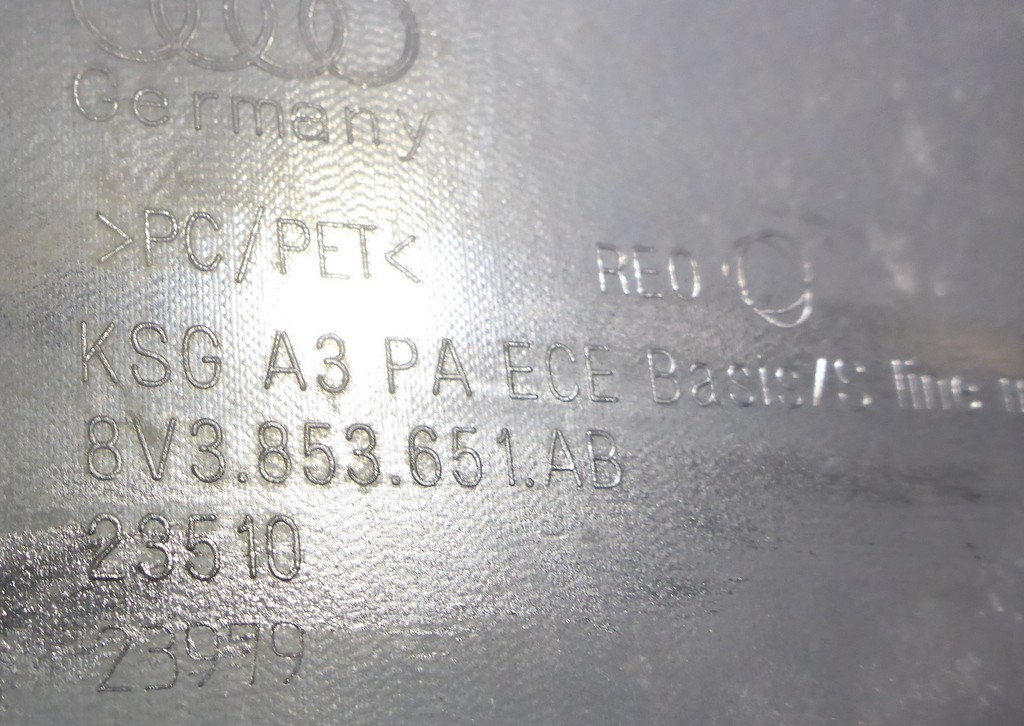 Germany
>PC/PET< REO
KSG A3 PA ECE Basis/S line
8V3.853.651.AB
23510
23979